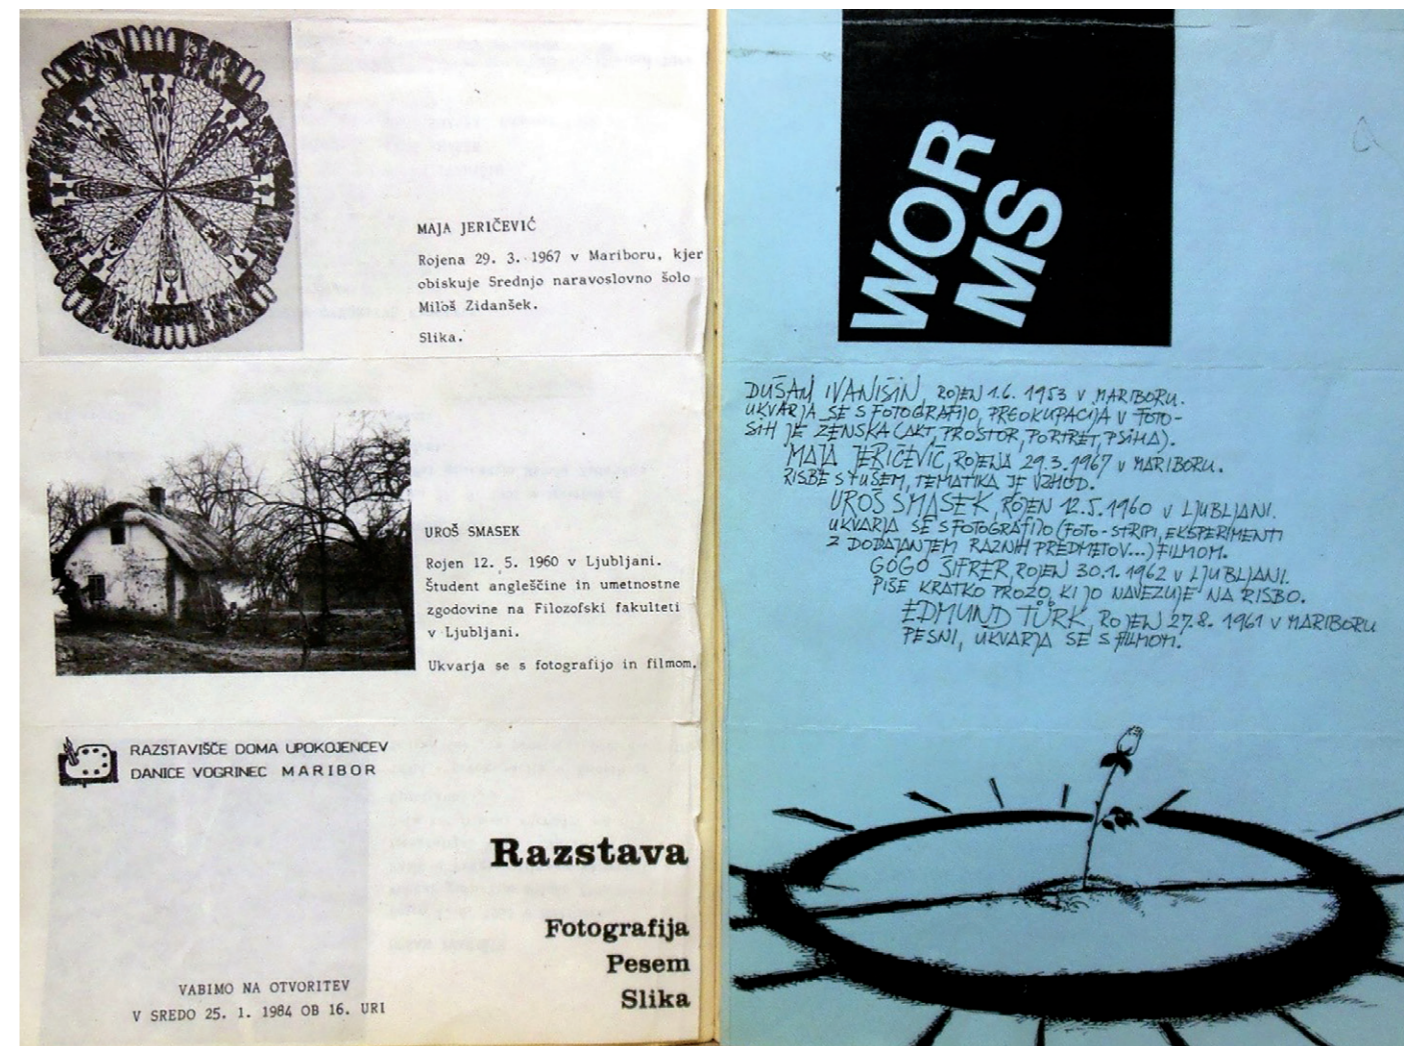 MAJA JERIČEVIĆ
Rojena 29. 3. 1967 v Mariboru, kjer
obiskuje Srednjo naravoslovno šolo
Miloš Zidanšek.
Slika.
UROŠ SMASEK
Rojen 12. 5. 1960 v Ljubljani.
Študent angleščine in umetnostne
zgodovine na Filozofski fakulteti
v Ljubljani.
Ukvarja se s fotografijo in filmom.
RAZSTAVIŠČE DOMA UPOKOJENCEV
DANICE VOGRINEC MARIBOR
Razstava
Fotografija
Pesem
Slika
VABIMO NA OTVORITEV
V SREDO 25. 1. 1984 OB 16. URI
WOR
MS
DUŠAN IVANIŠIN, ROJEN 1.6. 1953 V MARIBORU.
UKVARJA SE S FOTOGRAFIJO, PREOKUPACIJA V FOTO-
SIH JE ŽENSKA (AKT, PROSTOR, PORTRET, PSIHA).
MAJA JERIČEVIČ, ROJENA 29.3.1967 V MARIBORU.
RISBE S TUŠEM, TEMATIKA JE VZHOD.
UROŠ SMASEK, ROJEN 12.5.1960 V LJUBLJANI.
UKVARJA SE S FOTOGRAFIJO (FOTO-STRIPI, EKSPERIMENTI
Z DODAJANJEM RAZNIH PREDMETOV...) FILMOM.
GOGO ŠIFRER, ROJEN 30.1.1962 V LJUBLJANI.
PIŠE KRATKO PROZO, KI JO NAVEZUJE NA RISBO.
EDMUND TÜRK, ROJEN 27.8.1961 V MARIBORU
PESNI, UKVARJA SE S FILMOM.